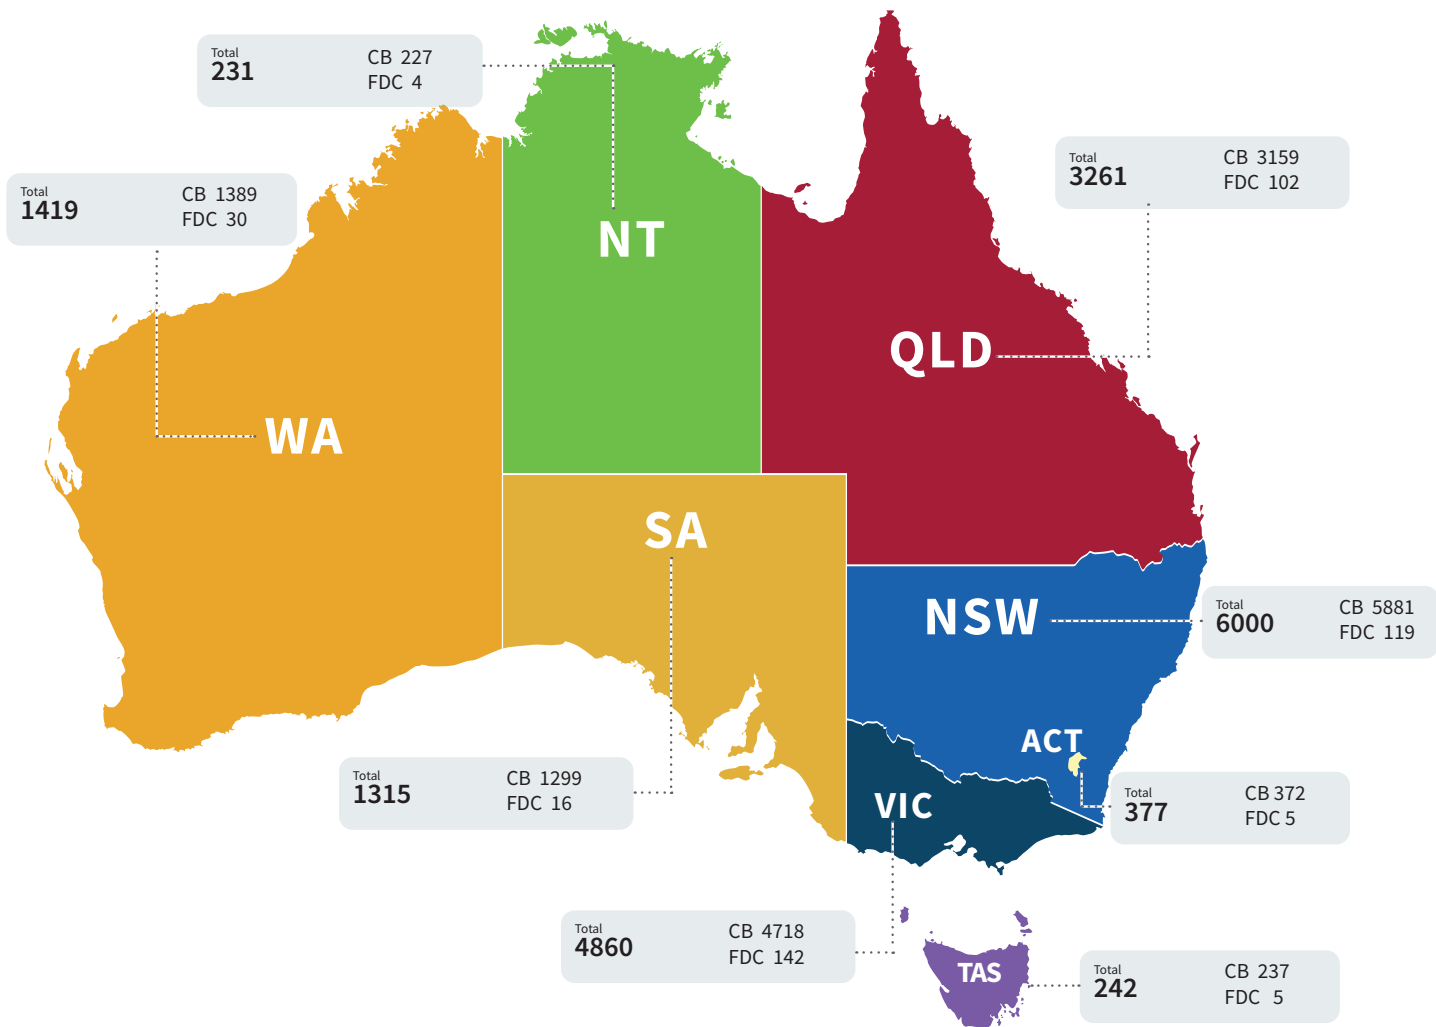 Total
231
CB 227
FDC 4
Total
1419
CB 1389
FDC 30
Total
3261
CB 3159
FDC 102
NT
QLD
WA
SA
NSW
Total
6000
CB 5881
FDC 119
ACT
Total
1315
CB 1299
FDC 16
VIC
Total
377
CB 372
FDC 5
Total
4860
CB 4718
FDC 142
TAS
Total
242
CB 237
FDC 5